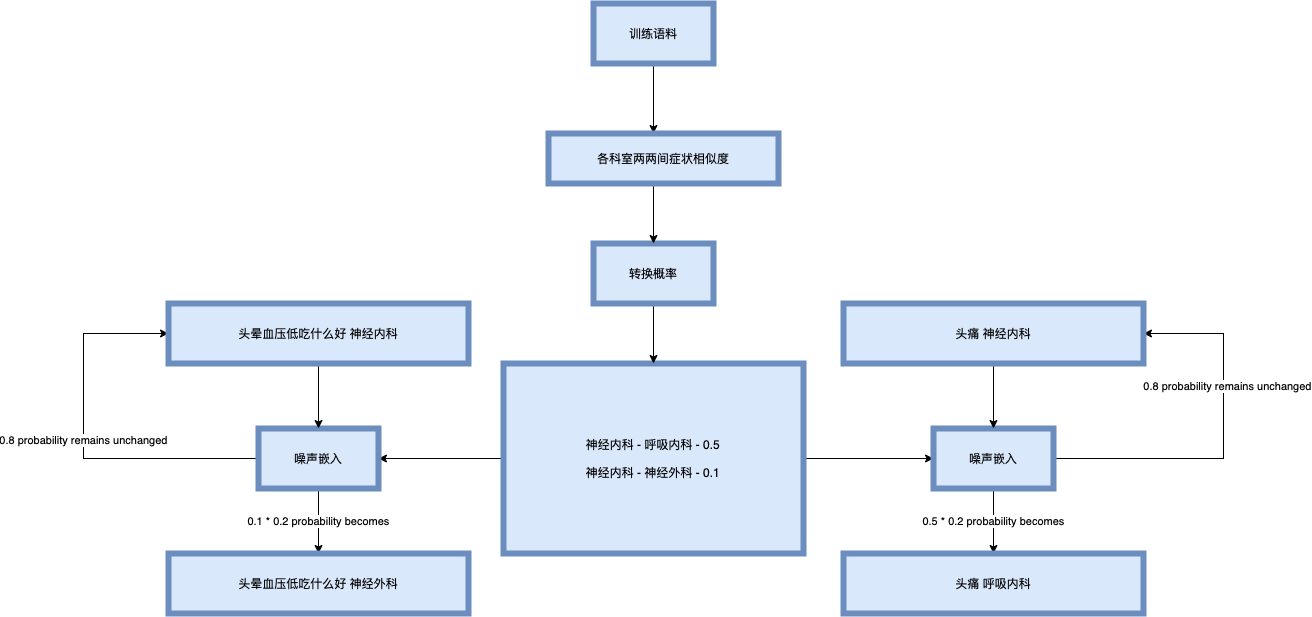 训练语料
各科室两两间症状相似度
转换概率
头晕血压低吃什么好 神经内科
头痛 神经内科
0.8 probability remains unchanged
0.8 probability remains unchanged
神经内科 - 呼吸内科 - 0.5
神经内科 - 神经外科 - 0.1
噪声嵌入
噪声嵌入
0.1 * 0.2 probability becomes
0.5 * 0.2 probability becomes
头晕血压低吃什么好 神经外科
头痛 呼吸内科